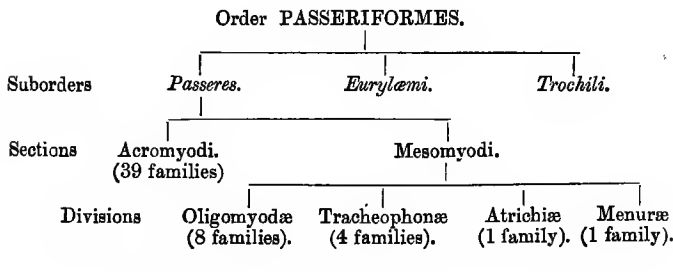 Order PASSERIFORMES.
Suborders Passeres. Eurylæmi. Trochili.
Sections Acromyodi. Mesomyodi.
(39 families)
Divisions Oligomyodæ Tracheophonæ Atrichiæ Menuræ
(8 families). (4 families). (1 family). (1 family).